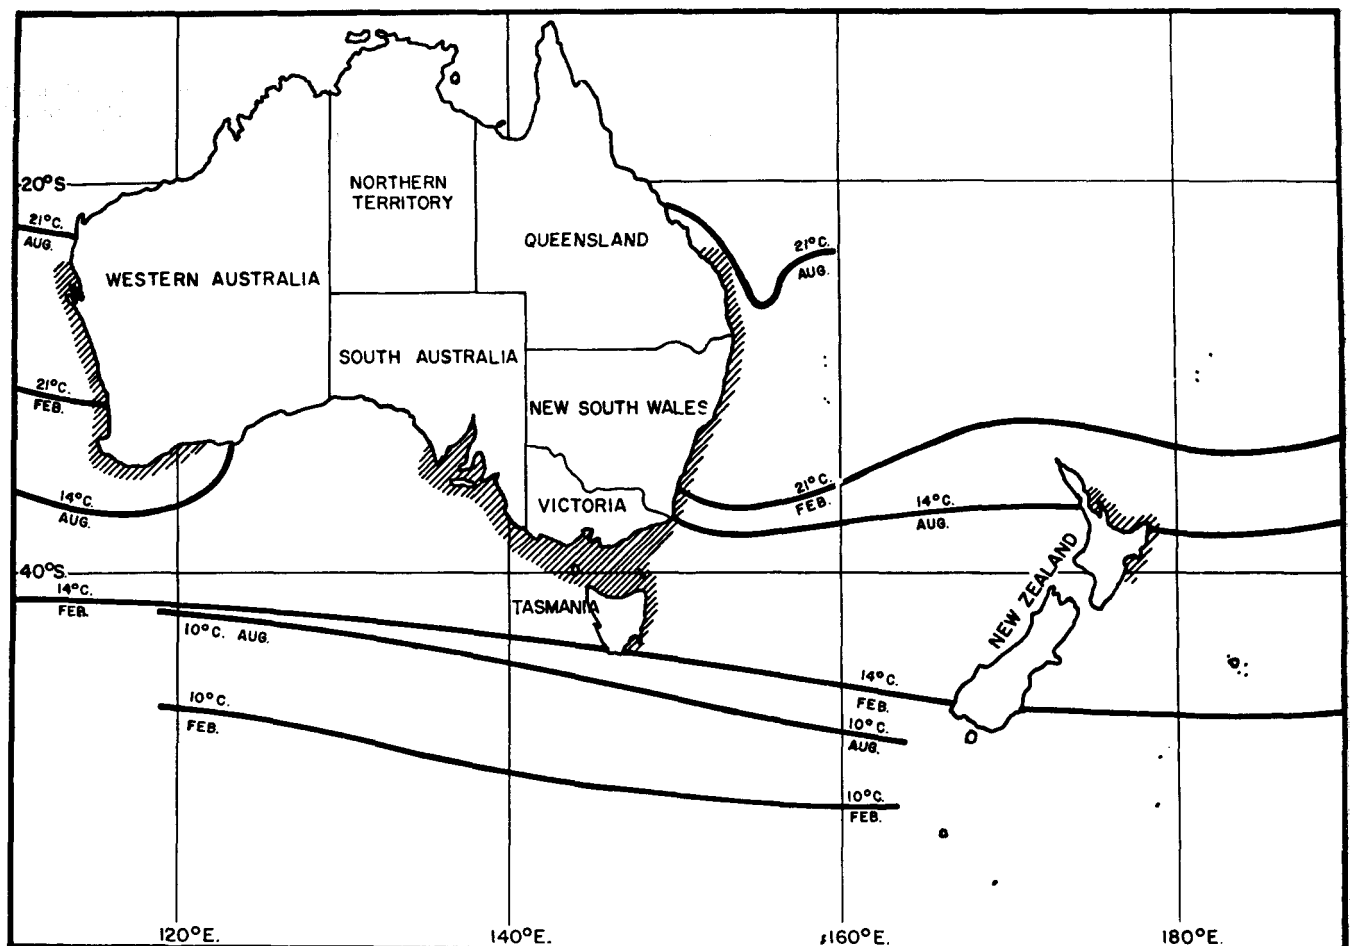 20°S
NORTHERN
TERRITORY
21°C.
AUG.
QUEENSLAND
21°C.
AUG.
WESTERN AUSTRALIA
SOUTH AUSTRALIA
21°C.
FEB.
NEW SOUTH WALES
14°C.
AUG.
VICTORIA
21°C.
FEB.
14°C.
AUG.
40°S.
14°C.
FEB.
TASMANIA
NEW ZEALAND
10°C. AUG.
10°C.
FEB.
14°C.
FEB.
10°C.
AUG.
10°C.
FEB.
120°E.
140°E.
160°E.
180°E.